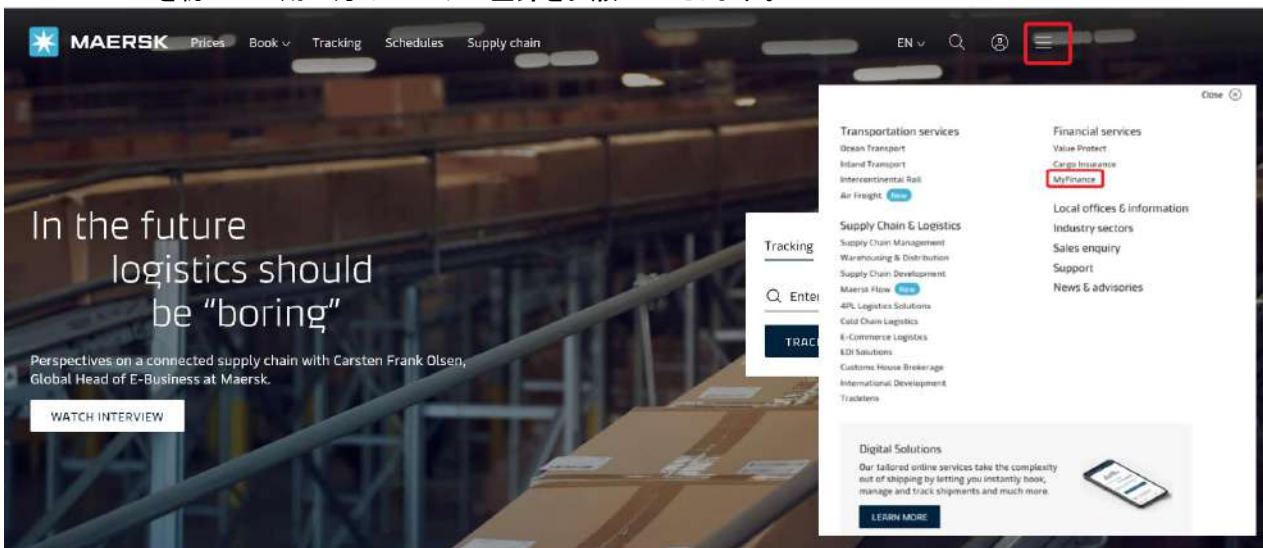 MAERSK Prices Book Tracking Schedules Supply chain EN
Close
Transportation services
Ocean Transport
Inland Transport
Intercontinental Rail
Air Freight New
Supply Chain & Logistics
Supply Chain Management
Warehousing & Distribution
Supply Chain Development
Maersk Flow New
4PL Logistics Solutions
Cold Chain Logistics
E-Commerce Logistics
EDI Solutions
Customs House Brokerage
International Development
Tradelens
Financial services
Value Protect
Cargo Insurance
MyFinance
Local offices & information
Industry sectors
Sales enquiry
Support
News & advisories
In the future
logistics should
be “boring”
Perspectives on a connected supply chain with Carsten Frank Olsen,
Global Head of E-Business at Maersk.
WATCH INTERVIEW
Tracking
Enter
TRAC
Digital Solutions
Our tailored online services take the complexity
out of shipping by letting you instantly book,
manage and track shipments and much more.
LEARN MORE